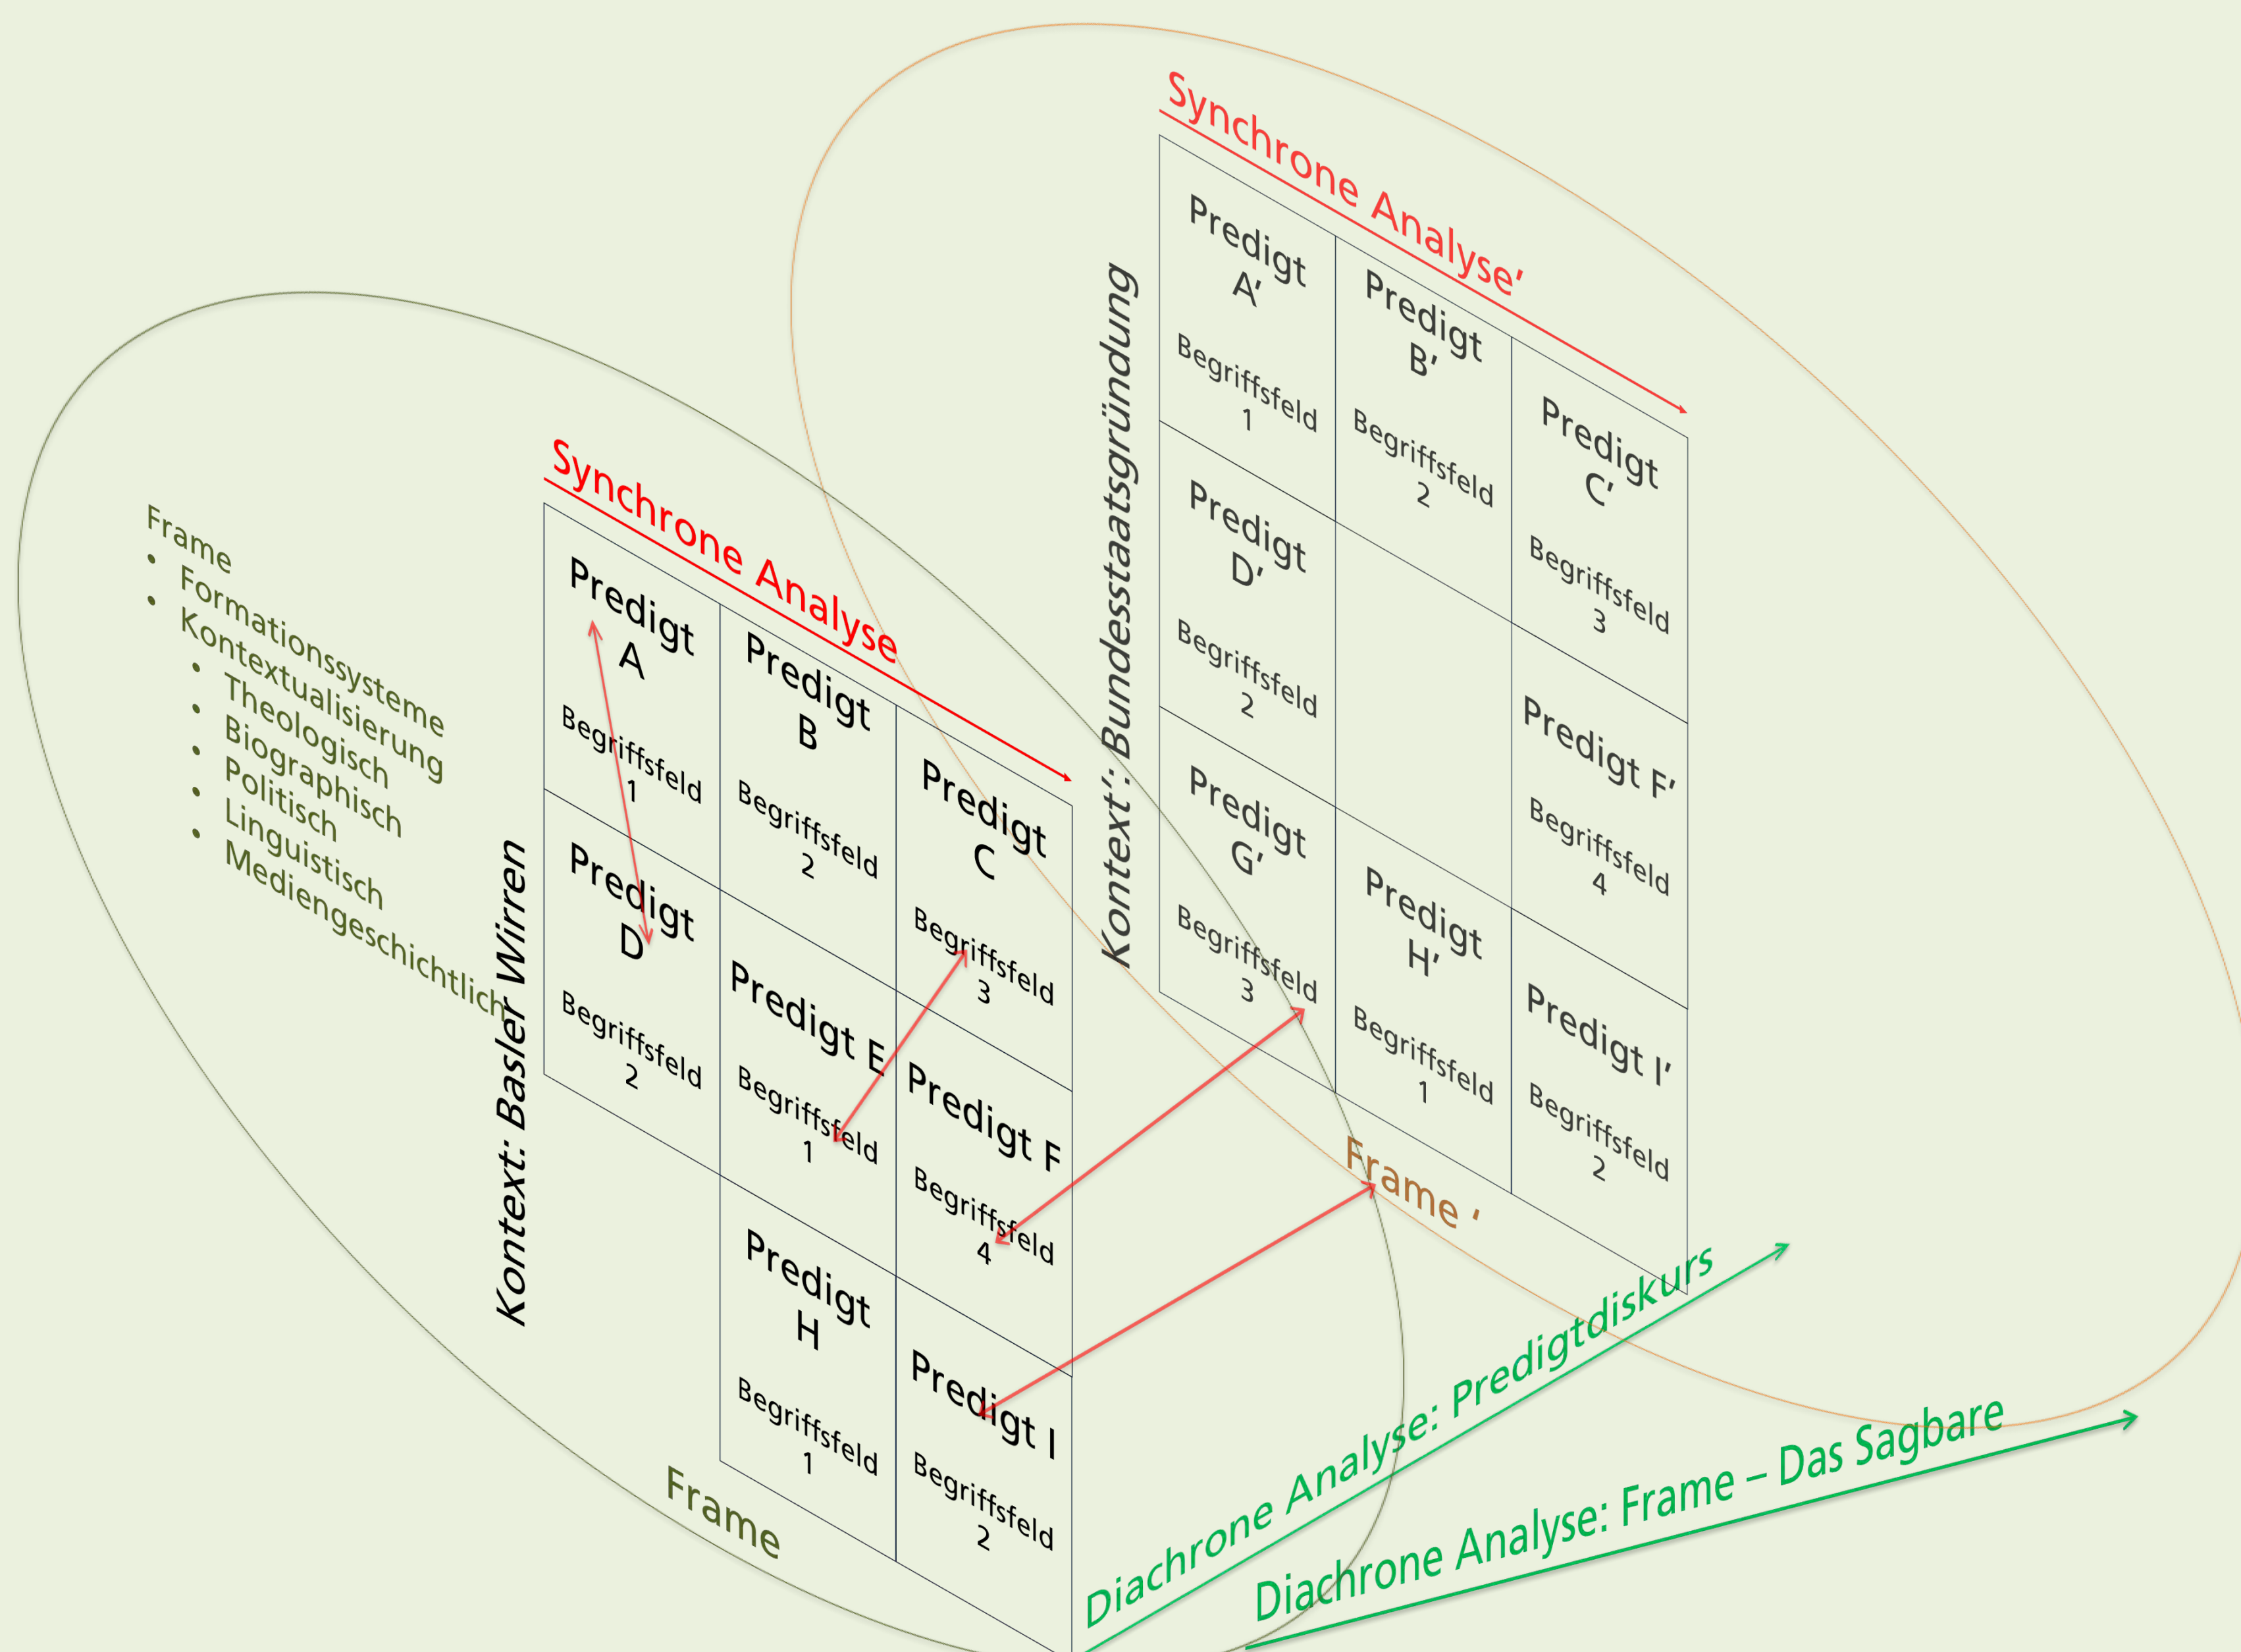 Synchrone Analyse'
Kontext': Bundesstaatsgründung
Predigt
A'
Begriffsfeld
1
Predigt
B'
Begriffsfeld
2
Predigt
C'
Begriffsfeld
3
Predigt
D'
Begriffsfeld
2
Predigt F'
Begriffsfeld
4
Predigt
G'
Begriffsfeld
3
Predigt
H'
Begriffsfeld
1
Predigt I'
Begriffsfeld
2
Frame '
Frame
• Formationssysteme
• Kontextualisierung
• Theologisch
• Biographisch
• Politisch
• Linguistisch
• Mediengeschichtlich
Synchrone Analyse
Kontext: Basler Wirren
Predigt
A
Begriffsfeld
1
Predigt
B
Begriffsfeld
2
Predigt
C
Begriffsfeld
3
Predigt
D
Begriffsfeld
2
Predigt E
Begriffsfeld
1
Predigt F
Begriffsfeld
4
Predigt
H
Begriffsfeld
1
Predigt I
Begriffsfeld
2
Frame
Diachrone Analyse: Predigtdiskurs
Diachrone Analyse: Frame – Das Sagbare